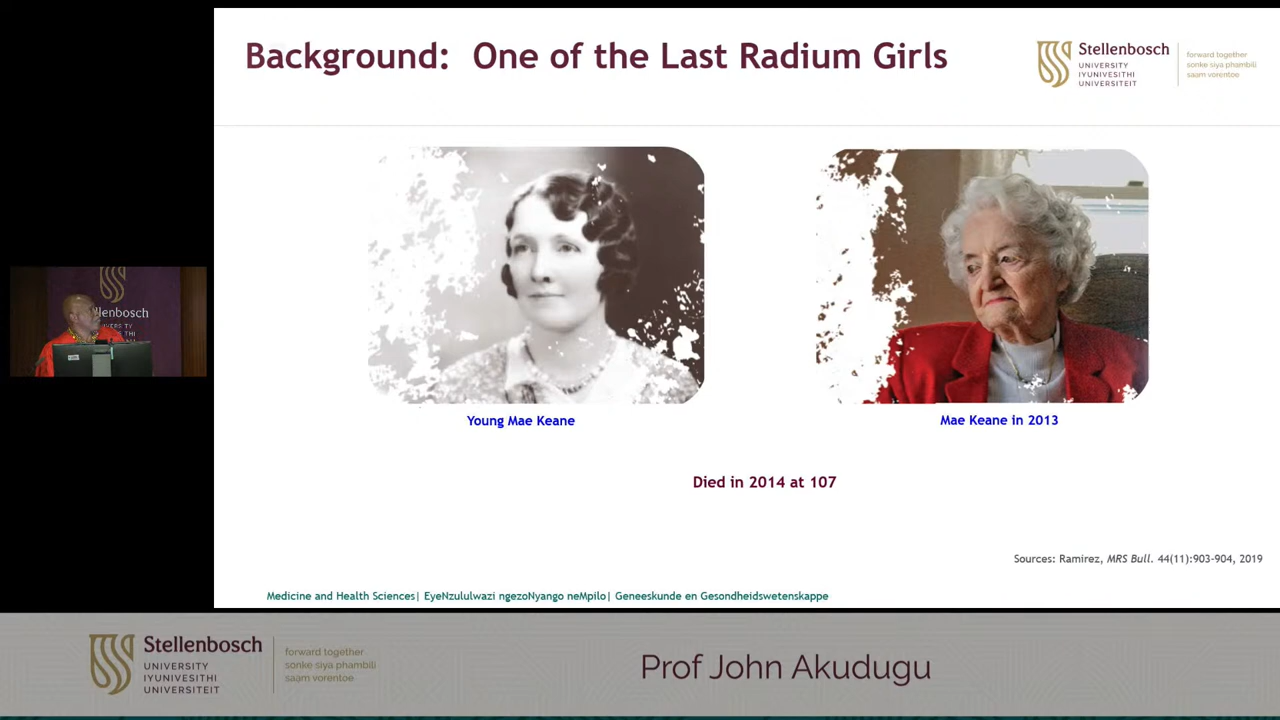 Background: One of the Last Radium Girls
Stellenbosch
UNIVERSITY
IYUNIVESITHI
UNIVERSITEIT
forward together
sonke siya phambili
saam vorentoe
Young Mae Keane
Mae Keane in 2013
Died in 2014 at 107
Sources: Ramirez, MRS Bull. 44(11):903-904, 2019
Medicine and Health Sciences| EyeNzululwazi ngezoNyango neMpilo| Geneeskunde en Gesondheidswetenskappe
Stellenbosch
UNIVERSITY
IYUNIVESITHI
UNIVERSITEIT
forward together
sonke siya phambili
saam vorentoe
Prof John Akudugu